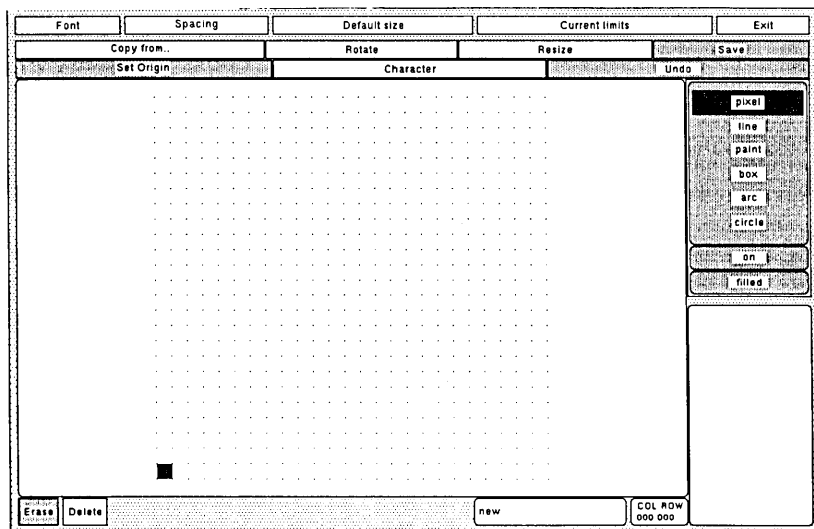 Font Spacing Default size Current limits Exit
Copy from.. Rotate Resize Save
Set Origin Character Undo
pixel
line
paint
box
arc
circle
on
filled
Erase Delete new COL ROW
000 000